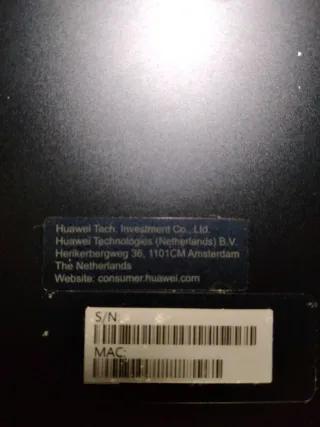 Huawei Tech. Investment Co., Ltd.
Huawei Technologies (Netherlands) B.V.
Herikerbergweg 36, 1101CM Amsterdam
The Netherlands
Website: consumer.huawei.com
S/N:
MAC: